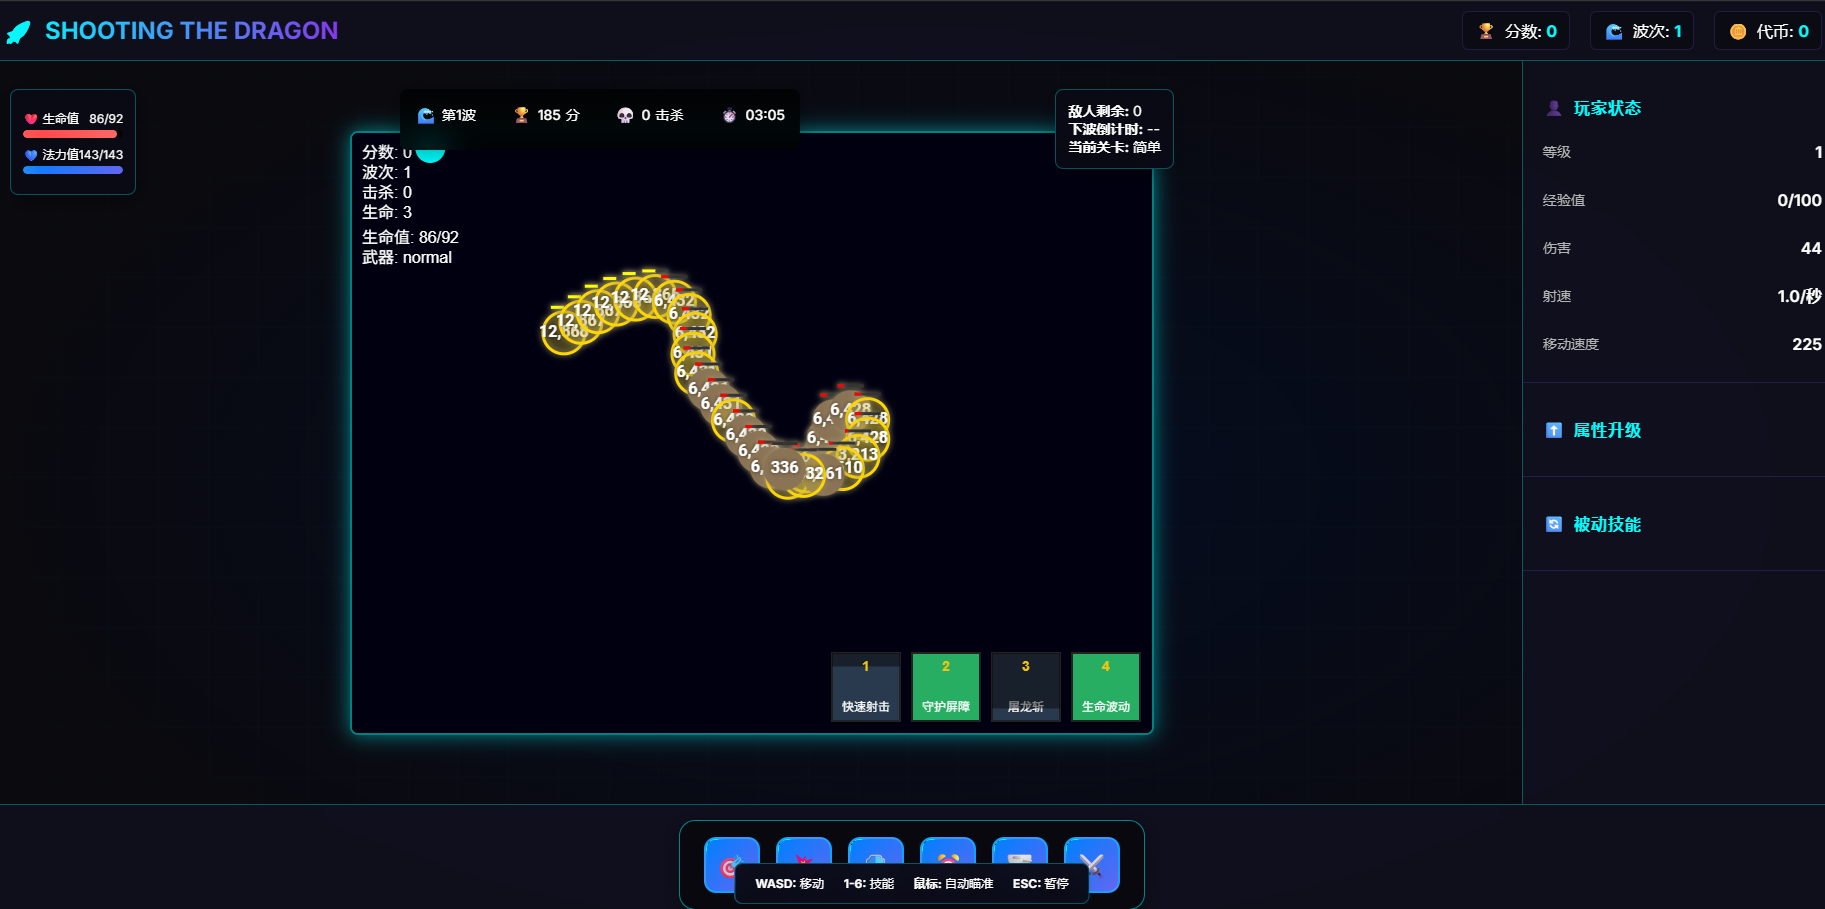 SHOOTING THE DRAGON
分数: 0
波次: 1
代币: 0
生命值 86/92
法力值143/143
第1波
185 分
0 击杀
03:05
敌人剩余: 0
下波倒计时: --
当前关卡: 简单
分数: 0
波次: 1
击杀: 0
生命: 3
生命值: 86/92
武器: normal
336
1
快速射击
2
守护屏障
3
屠龙斩
4
生命波动
玩家状态
等级 1
经验值 0/100
伤害 44
射速 1.0/秒
移动速度 225
属性升级
被动技能
WASD: 移动 1-6: 技能 鼠标: 自动瞄准 ESC: 暂停